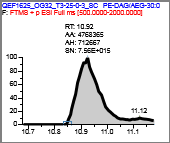 QEF1625_OG32_T3-25-0-3_SC PE-DAG/AEG-30:0
F: FTMS + p ESI Full ms [500.0000-2000.0000]
RT: 10.92
AA: 4768365
AH: 712667
SN: 7.56E+015
100
80
60
40
20
0
11.12
10.7 10.8 10.9 11.0 11.1